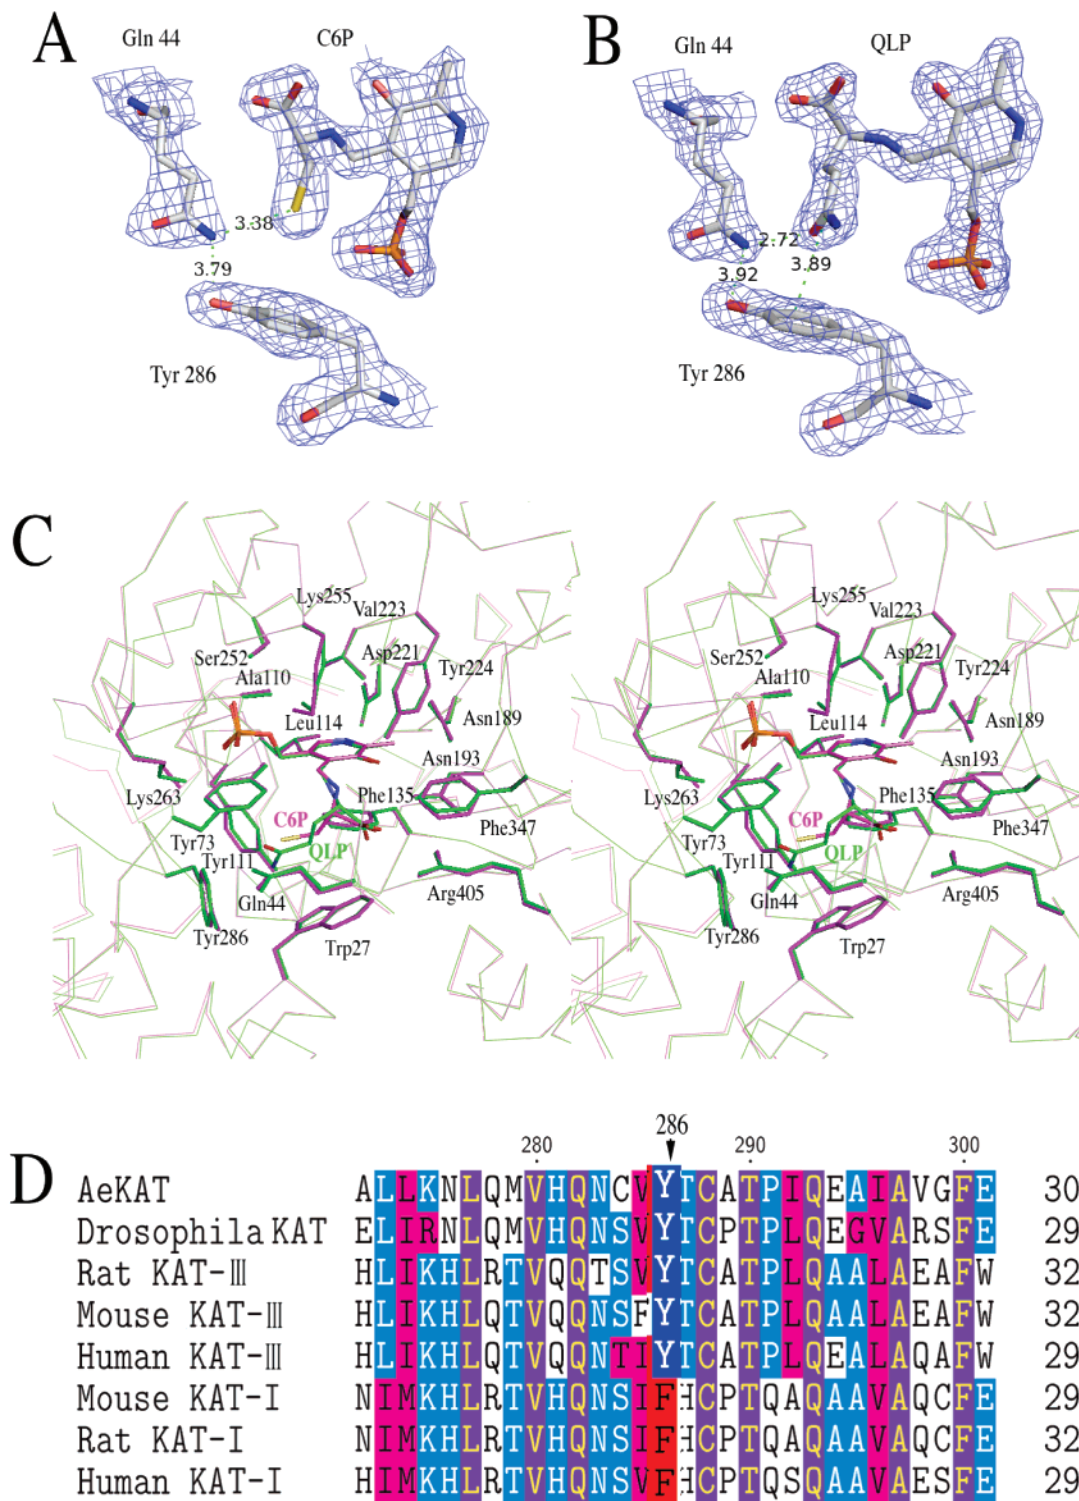 A
Gln 44
C6P
3.38
3.79
Tyr 286
B
Gln 44
QLP
2.72
3.89
3.92
Tyr 286
C
Lys255
Val223
Ser252
Asp221
Tyr224
Ala110
Leu114
Asn189
Asn193
Lys263
Phe135
C6P
Phe347
Tyr73
QLP
Tyr111
Gln44
Arg405
Tyr286
Trp27
Lys255
Val223
Ser252
Asp221
Tyr224
Ala110
Leu114
Asn189
Asn193
Lys263
Phe135
C6P
Phe347
Tyr73
QLP
Tyr111
Gln44
Arg405
Tyr286
Trp27
D
286
280 290 300
AeKAT ALLKNLQMVHQNCVYTCATPIQEAIAVGFE 30
Drosophila KAT ELIRNLQMVHQNSVYTCPTPLQEGVARSFE 29
Rat KAT-Ⅲ HLIKHLRTVQQTSVYTCATPLQAALAEAFW 32
Mouse KAT-Ⅲ HLIKHLQTVQQNSFYTCATPLQAALAEAFW 32
Human KAT-Ⅲ HLIKHLQTVQQNTIYTCATPLQEALAQAFW 29
Mouse KAT-I NIMKHLRTVHQNSIFHCPTQAQAAVAQCFE 29
Rat KAT-I NIMKHLRTVHQNSIFHCPTQAQAAVAQCFE 32
Human KAT-I HIMKHLRTVHQNSVFHCPTQSQAAVAESFE 29